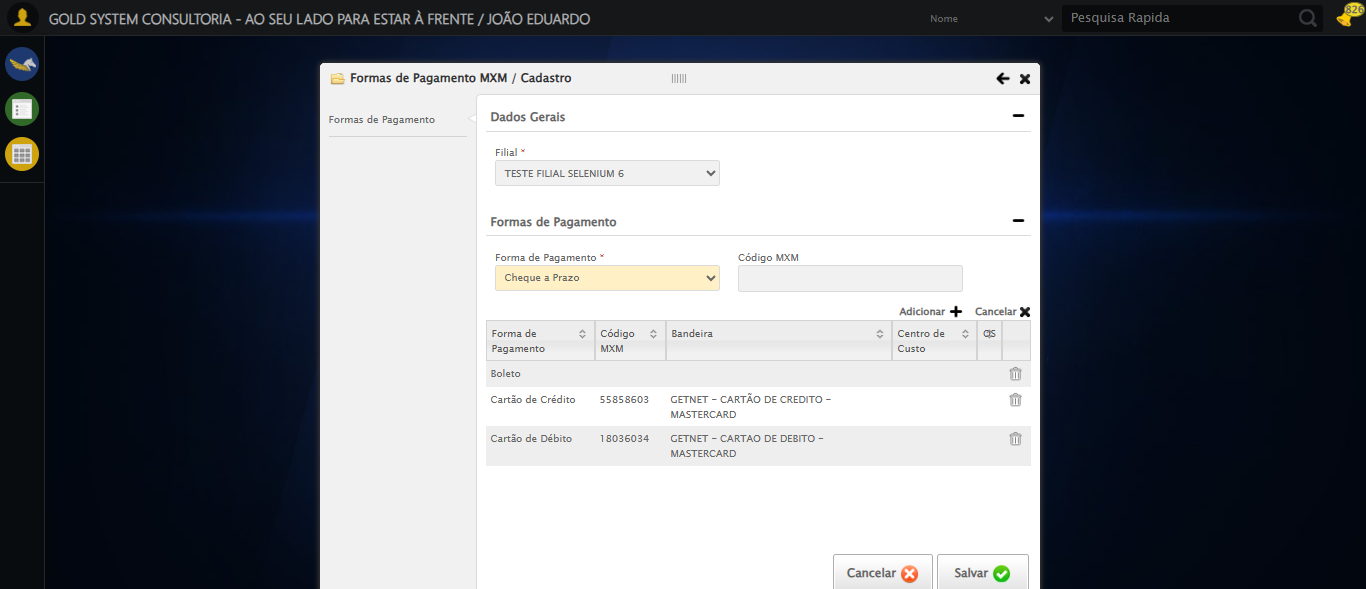 GOLD SYSTEM CONSULTORIA - AO SEU LADO PARA ESTAR À FRENTE / JOÃO EDUARDO
Nome
Pesquisa Rapida
826
Formas de Pagamento MXM / Cadastro
Formas de Pagamento
Dados Gerais
Filial *
TESTE FILIAL SELENIUM 6
Formas de Pagamento
Forma de Pagamento *
Código MXM
Cheque a Prazo
Adicionar
Cancelar
Forma de Pagamento
Código MXM
Bandeira
Centro de Custo
Boleto
Cartão de Crédito
55858603
GETNET - CARTÃO DE CREDITO -
MASTERCARD
Cartão de Débito
18036034
GETNET - CARTAO DE DEBITO -
MASTERCARD
Cancelar
Salvar